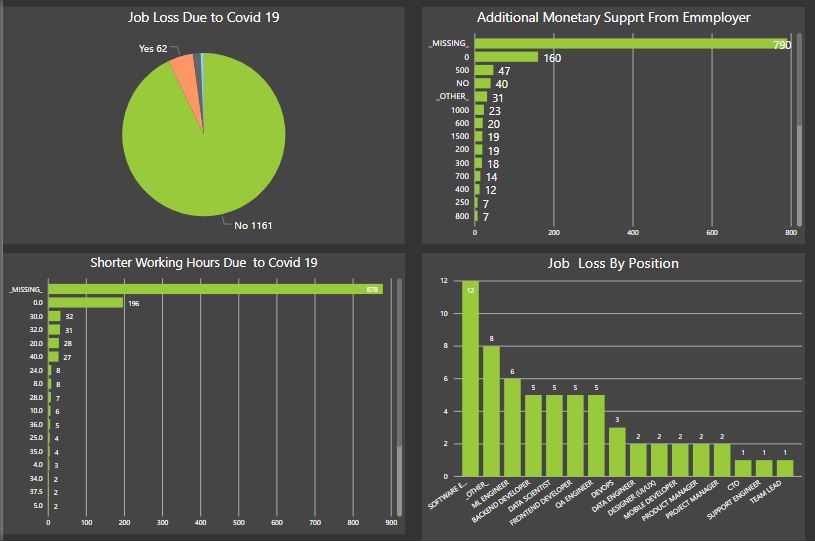 Job Loss Due to Covid 19
Yes 62
No 1161
Additional Monetary Supprt From Emmployer
_MISSING_ 790
0 160
500 47
NO 40
_OTHER_ 31
1000 23
600 20
1500 19
200 19
300 18
700 14
400 12
250 7
800 7
0 200 400 600 800
Shorter Working Hours Due to Covid 19
_MISSING_ 878
0.0 196
30.0 32
32.0 31
20.0 28
40.0 27
24.0 8
8.0 8
28.0 7
10.0 6
36.0 5
25.0 4
35.0 4
4.0 3
34.0 2
37.5 2
5.0 2
0 100 200 300 400 500 600 700 800 900
Job Loss By Position
12
10
8
6
4
2
0
12 8 6 5 5 5 5 3 2 2 2 2 2 1 1 1
SOFTWARE E...
_OTHER_
ML ENGINEER
BACKEND DEVELOPER
DATA SCIENTIST
FRONTEND DEVELOPER
QA ENGINEER
DEVOPS
DATA ENGINEER
DESIGNER (UI/UX)
MOBILE DEVELOPER
PRODUCT MANAGER
PROJECT MANAGER
CTO
SUPPORT ENGINEER
TEAM LEAD